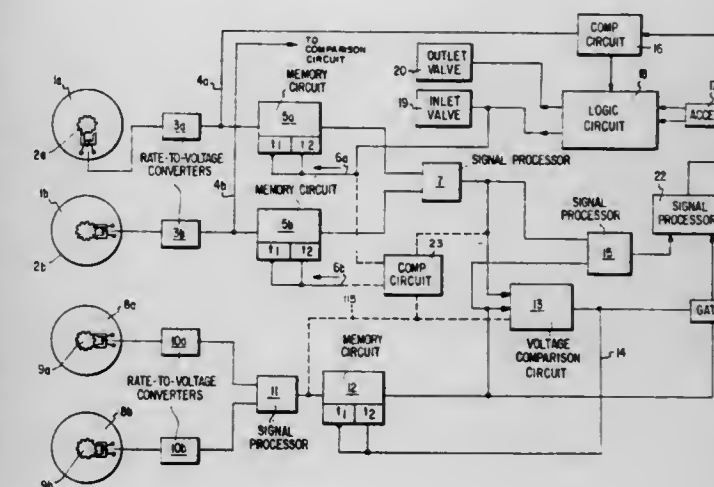 TO
COMPARISON
CIRCUIT
COMP
CIRCUIT
16
OUTLET
VALVE
20
INLET
VALVE
19
18
LOGIC
CIRCUIT
ACCE
1a
2a
3a
4a
MEMORY
CIRCUIT
5a
t1 t2
6a
RATE-TO-VOLTAGE
CONVERTERS
4b
1b
2b
3b
MEMORY CIRCUIT
5b
t1 t2
6b
7
SIGNAL PROCESSOR
SIGNAL
PROCESSOR
15
22
SIGNAL
PROCESSOR
23
COMP
CIRCUIT
115
13
VOLTAGE
COMPARISON
CIRCUIT
14
GAT
8a
9a
10a
RATE-TO-VOLTAGE
CONVERTERS
11
SIGNAL
PROCESSOR
MEMORY
CIRCUIT
12
t1 t2
8b
9b
10b